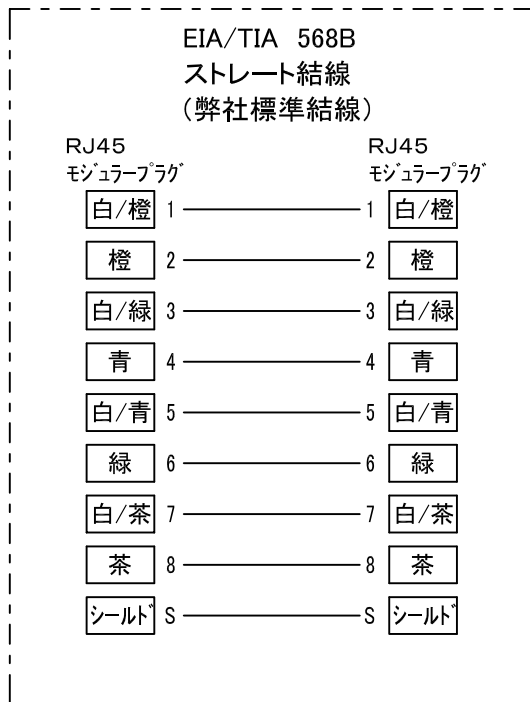 EIA/TIA 568B
ストレート結線
(弊社標準結線)
RJ45 RJ45
ﾓｼﾞｭﾗｰﾌﾟﾗｸﾞ ﾓｼﾞｭﾗｰﾌﾟﾗｸﾞ
白/橙 1 1 白/橙
橙 2 2 橙
白/緑 3 3 白/緑
青 4 4 青
白/青 5 5 白/青
緑 6 6 緑
白/茶 7 7 白/茶
茶 8 8 茶
ｼｰﾙﾄﾞ S S ｼｰﾙﾄﾞ